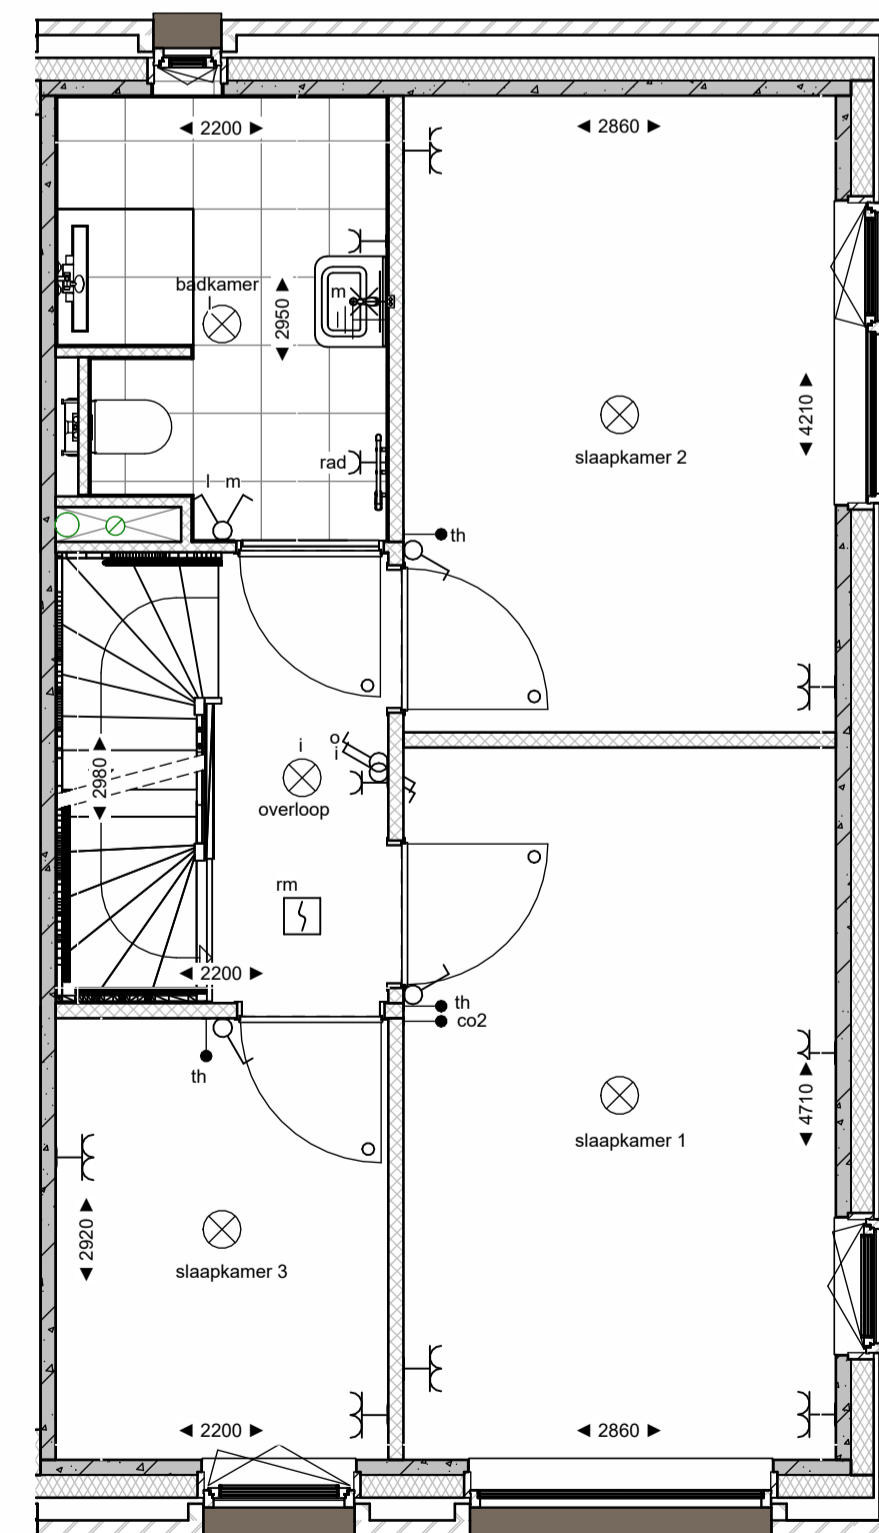 2200
2860
badkamer
l
m
2950
4210
slaapkamer 2
rad
l m
th
o
i
i
2980
overloop
rm
2200
th
co2
th
4710
slaapkamer 1
2920
slaapkamer 3
2200
2860